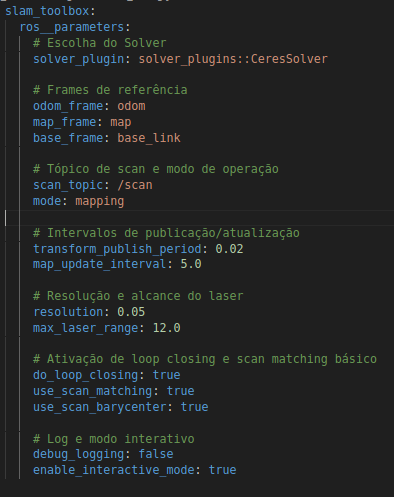 slam_toolbox:
ros__parameters:
# Escolha do Solver
solver_plugin: solver_plugins::CeresSolver
# Frames de referência
odom_frame: odom
map_frame: map
base_frame: base_link
# Tópico de scan e modo de operação
scan_topic: /scan
mode: mapping
# Intervalos de publicação/atualização
transform_publish_period: 0.02
map_update_interval: 5.0
# Resolução e alcance do laser
resolution: 0.05
max_laser_range: 12.0
# Ativação de loop closing e scan matching básico
do_loop_closing: true
use_scan_matching: true
use_scan_barycenter: true
# Log e modo interativo
debug_logging: false
enable_interactive_mode: true